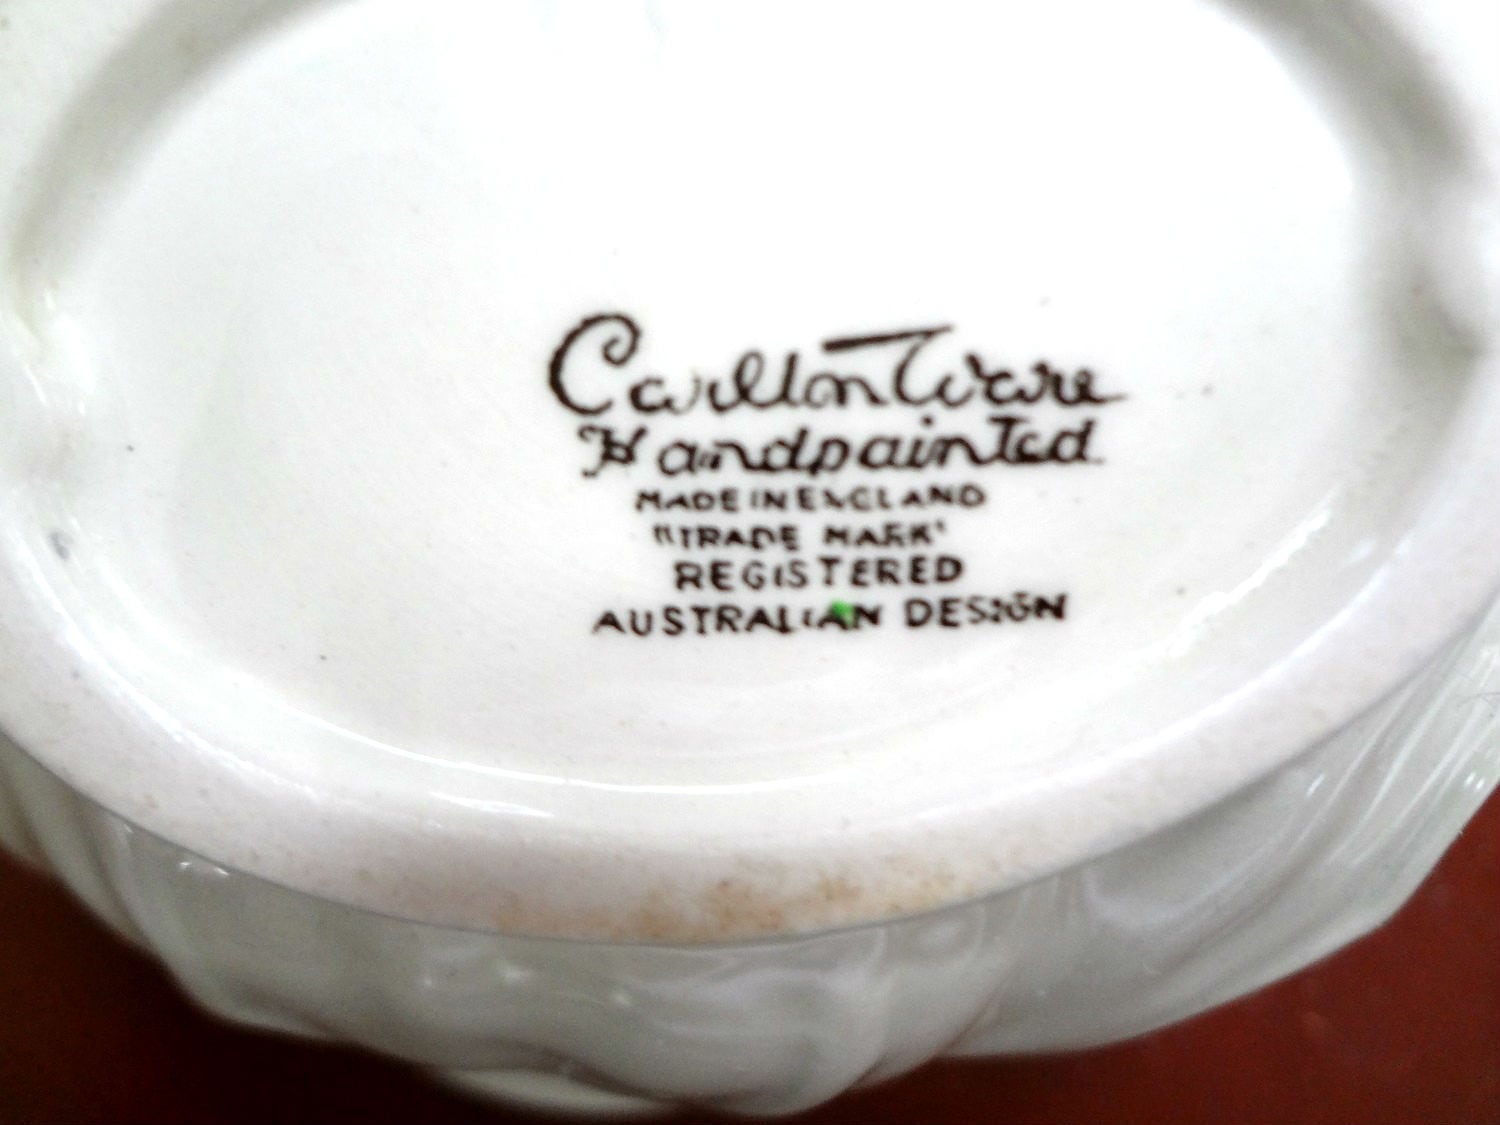 Carlton Ware
Handpainted
MADE IN ENGLAND
"TRADE MARK"
REGISTERED
AUSTRALIAN DESIGN